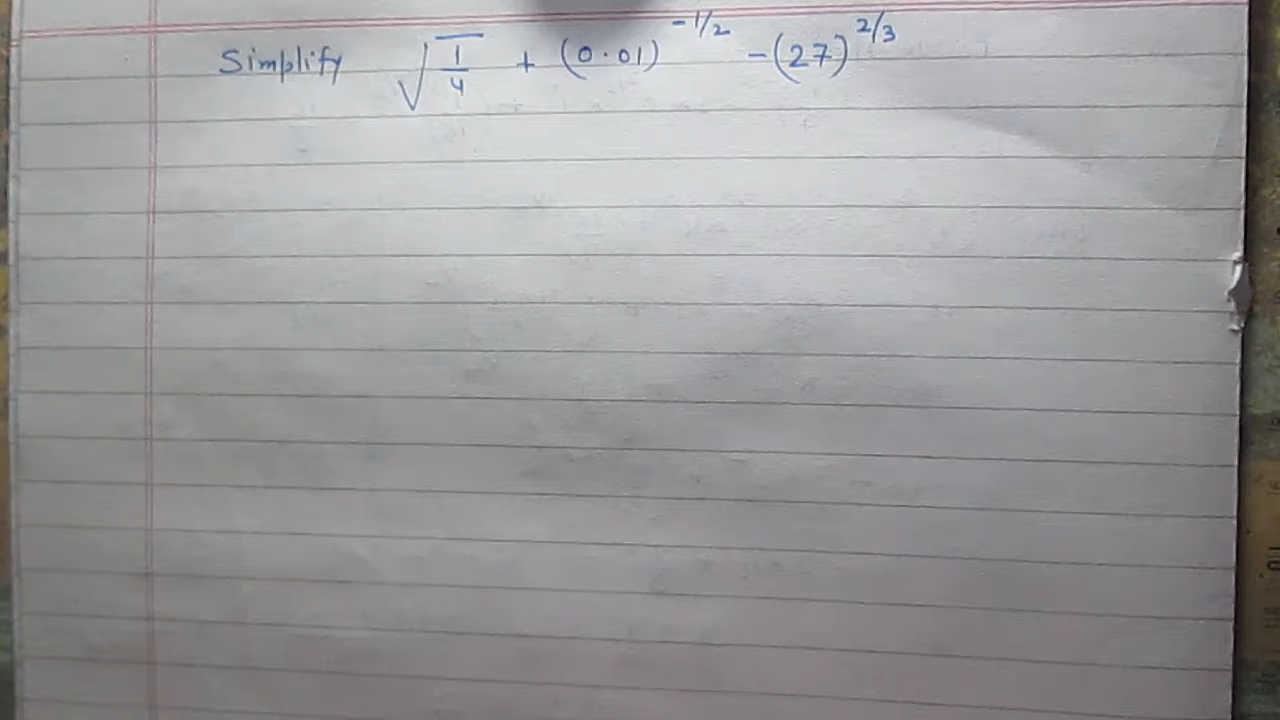 Simplify √1/4 + (0.01)^-1/2 - (27)^2/3